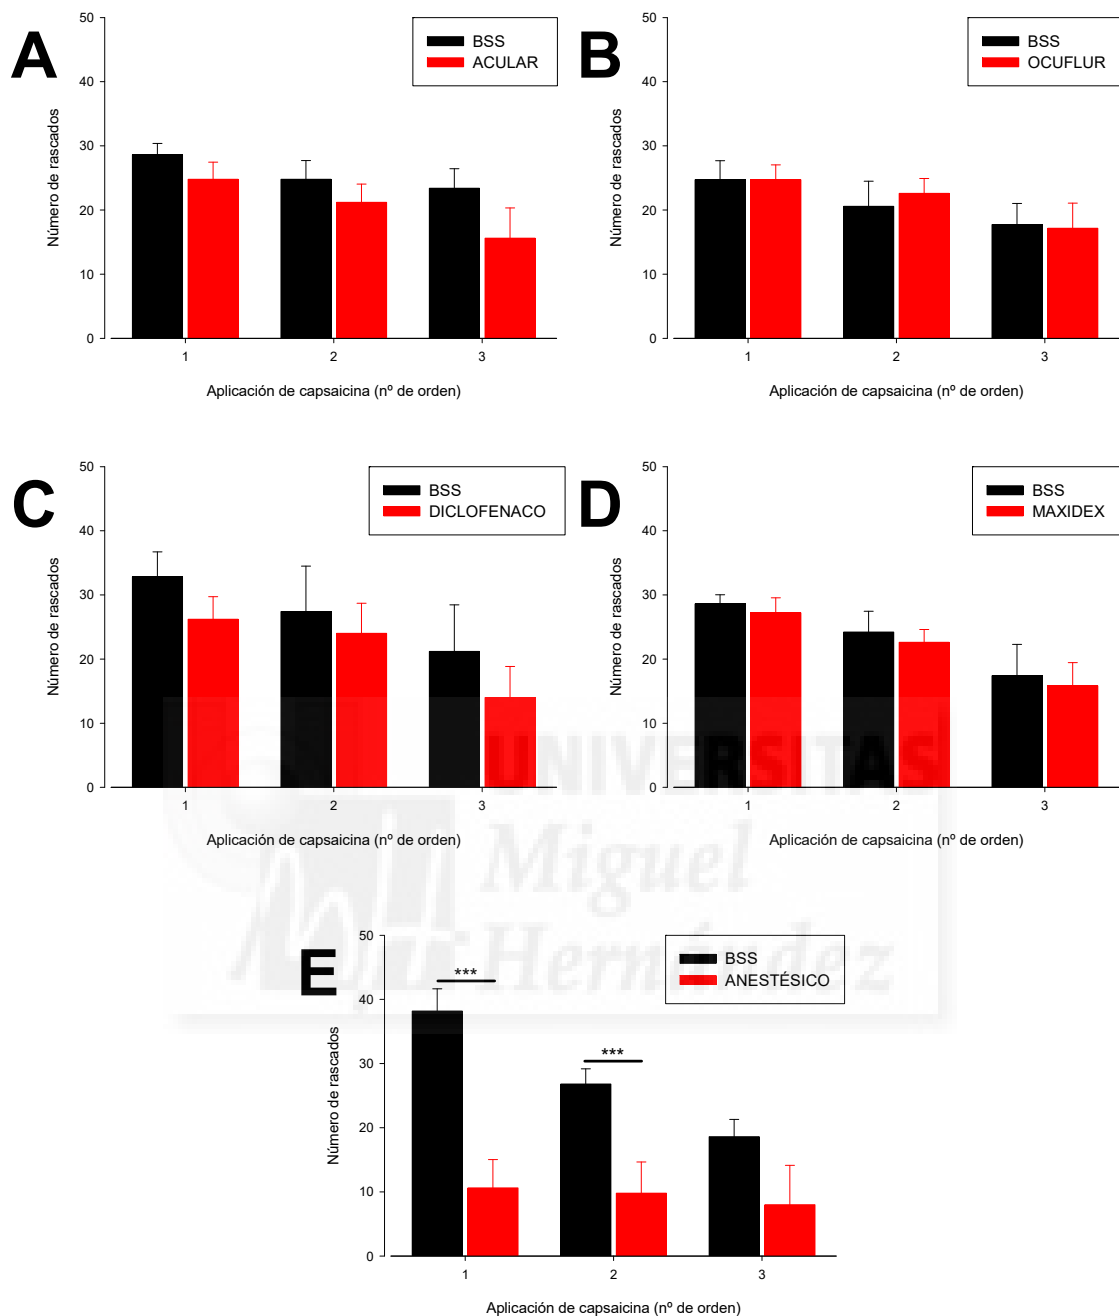 A
50
40
30
20
10
0
Número de rascados
BSS
ACULAR
1
2
3
Aplicación de capsaicina (nº de orden)
B
50
40
30
20
10
0
Número de rascados
BSS
OCUFLUR
1
2
3
Aplicación de capsaicina (nº de orden)
C
50
40
30
20
10
0
Número de rascados
BSS
DICLOFENACO
1
2
3
Aplicación de capsaicina (nº de orden)
D
50
40
30
20
10
0
Número de rascados
BSS
MAXIDEX
1
2
3
Aplicación de capsaicina (nº de orden)
UNIVERSITAS
Miguel
Hernández
E
50
40
30
20
10
0
Número de rascados
BSS
ANESTÉSICO
***
***
1
2
3
Aplicación de capsaicina (nº de orden)